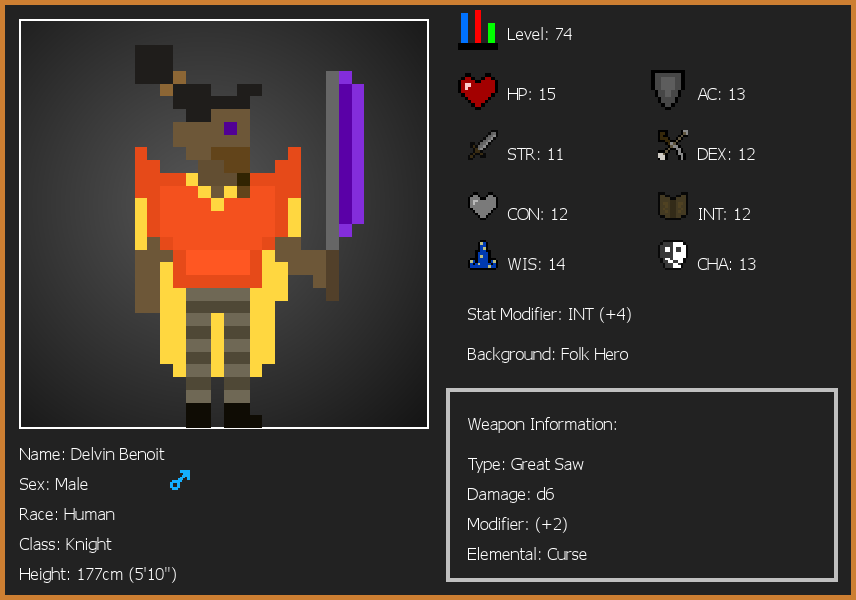 Level: 74
HP: 15
AC: 13
STR: 11
DEX: 12
CON: 12
INT: 12
WIS: 14
CHA: 13
Stat Modifier: INT (+4)
Background: Folk Hero
Weapon Information:
Type: Great Saw
Damage: d6
Modifier: (+2)
Elemental: Curse
Name: Delvin Benoit
Sex: Male
Race: Human
Class: Knight
Height: 177cm (5'10")